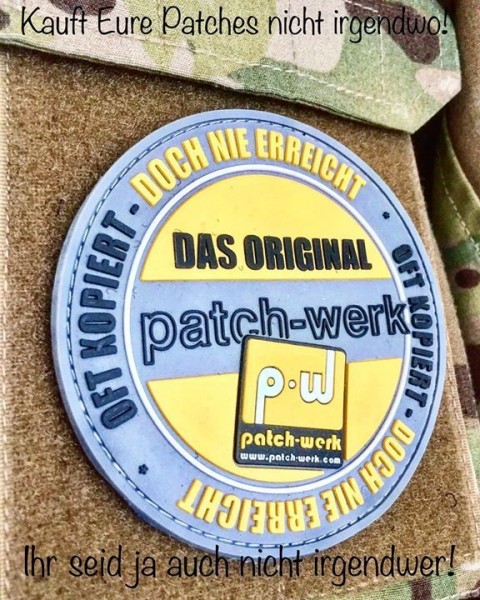 Kauft Eure Patches nicht irgendwo!
OFT KOPIERT - DOCH NIE ERREICHT
OFT KOPIERT - DOCH NIE ERREICHT
DAS ORIGINAL
patch-werk
p·w
patch-werk
www.patch-werk.com
Ihr seid ja auch nicht irgendwer!